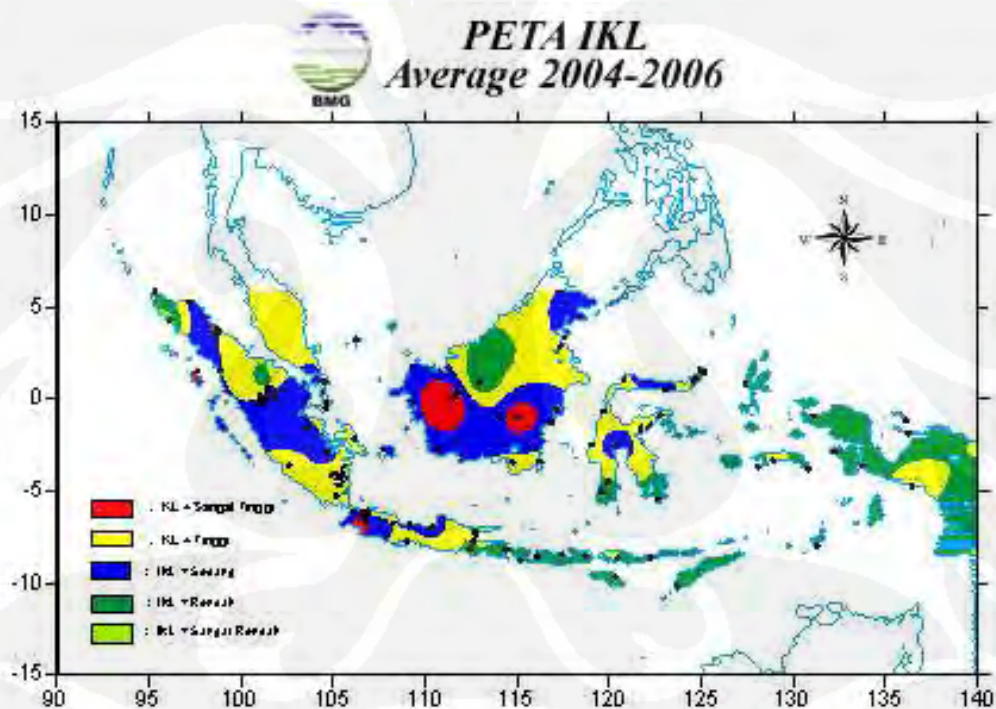 PETA IKL
Average 2004-2006
BMG
15
10
5
0
-5
-10
-15
90 95 100 105 110 115 120 125 130 135 140
N
W E
S
: IKL = Sangat Tinggi
: IKL = Tinggi
: IKL = Sedang
: IKL = Rendah
: IKL = Sangat Rendah